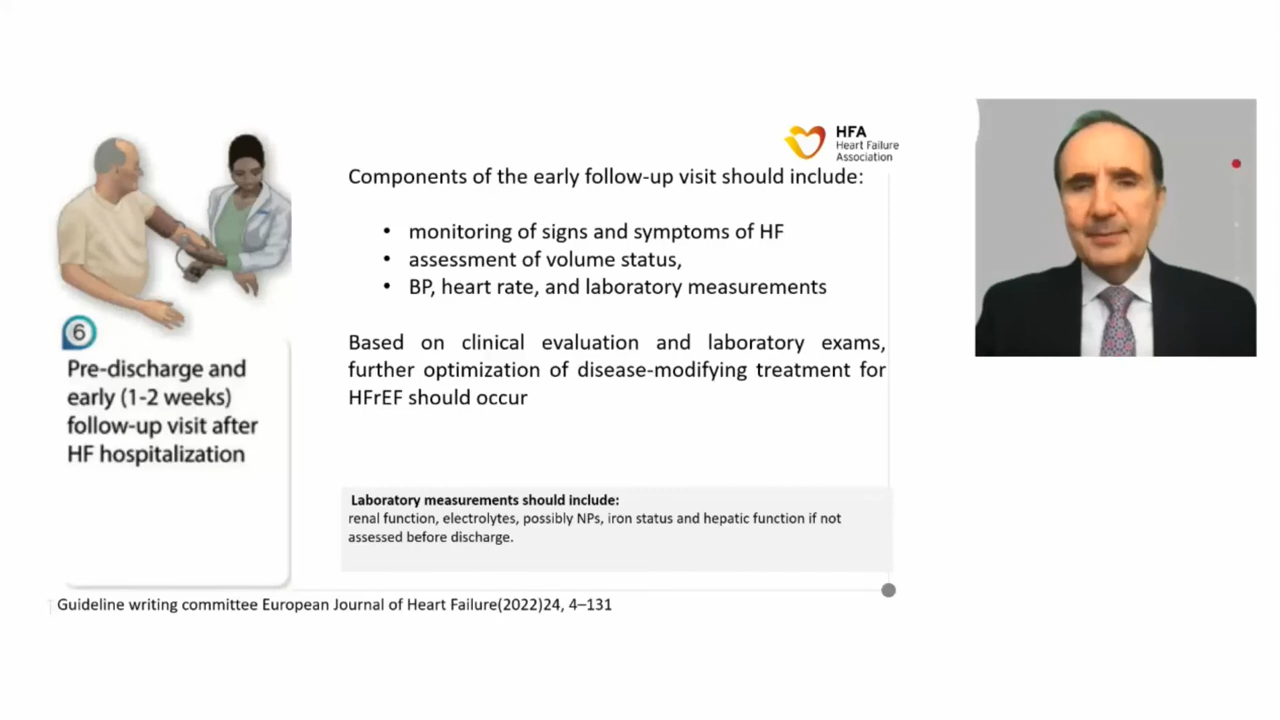 HFA
Heart Failure
Association
Components of the early follow-up visit should include:
• monitoring of signs and symptoms of HF
• assessment of volume status,
• BP, heart rate, and laboratory measurements
6
Pre-discharge and
early (1-2 weeks)
follow-up visit after
HF hospitalization
Based on clinical evaluation and laboratory exams,
further optimization of disease-modifying treatment for
HFrEF should occur
Laboratory measurements should include:
renal function, electrolytes, possibly NPs, iron status and hepatic function if not
assessed before discharge.
Guideline writing committee European Journal of Heart Failure(2022)24, 4–131